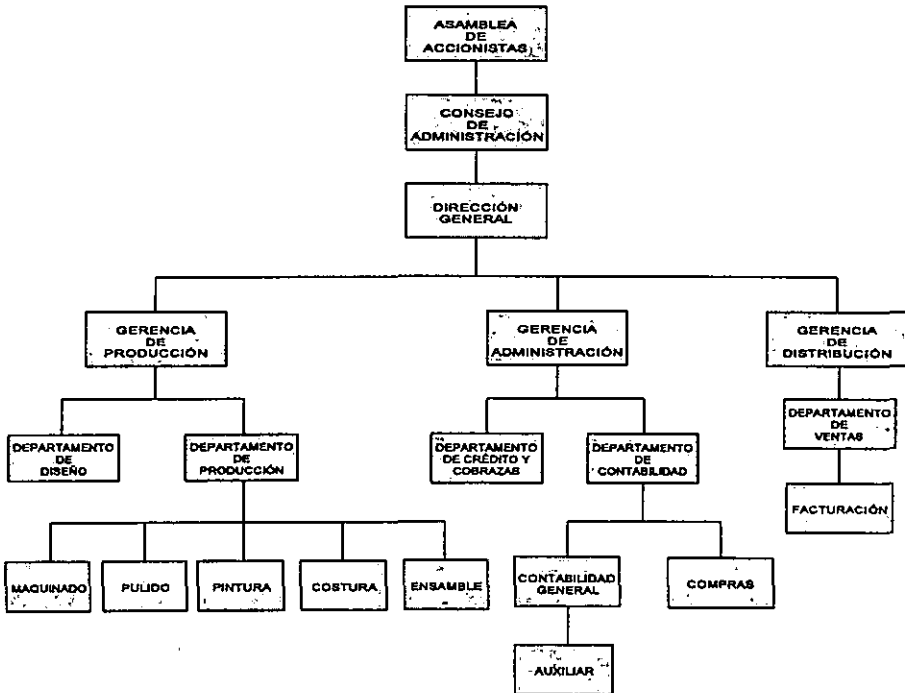 ASAMBLEA
DE
ACCIONISTAS
CONSEJO
DE
ADMINISTRACIÓN
DIRECCIÓN
GENERAL
GERENCIA
DE
PRODUCCIÓN
GERENCIA
DE
ADMINISTRACIÓN
GERENCIA
DE
DISTRIBUCIÓN
DEPARTAMENTO
DE
DISEÑO
DEPARTAMENTO
DE
PRODUCCIÓN
DEPARTAMENTO
DE CRÉDITO Y
COBRAZAS
DEPARTAMENTO
DE
CONTABILIDAD
DEPARTAMENTO
DE
VENTAS
FACTURACIÓN
MAQUINADO
PULIDO
PINTURA
COSTURA
ENSAMBLE
CONTABILIDAD
GENERAL
COMPRAS
AUXILIAR